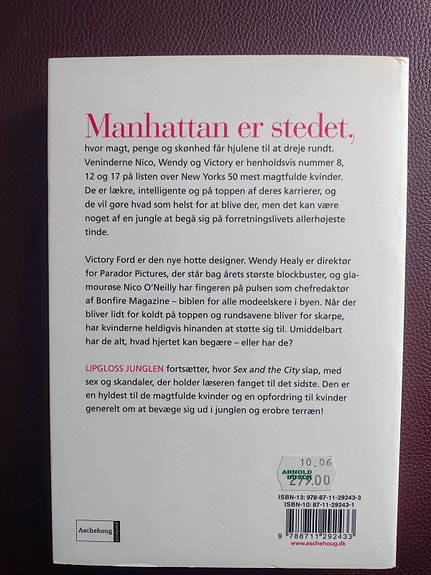 Manhattan er stedet,
hvor magt, penge og skønhed får hjulene til at dreje rundt.
Veninderne Nico, Wendy og Victory er henholdsvis nummer 8,
12 og 17 på listen over New Yorks 50 mest magtfulde kvinder.
De er lækre, intelligente og på toppen af deres karrierer, og
de vil gøre hvad som helst for at blive der, men det kan være
noget af en jungle at begå sig på forretningslivets allerhøjeste
tinde.
Victory Ford er den nye hotte designer. Wendy Healy er direktør
for Parador Pictures, der står bag årets største blockbuster, og gla-
mourøse Nico O'Neilly har fingeren på pulsen som chefredaktør
af Bonfire Magazine – biblen for alle modeelskere i byen. Når der
bliver lidt for koldt på toppen og rundsavene bliver for skarpe,
har kvinderne heldigvis hinanden at støtte sig til. Umiddelbart
har de alt, hvad hjertet kan begære – eller har de?
LIPGLOSS JUNGLEN fortsætter, hvor Sex and the City slap, med
sex og skandaler, der holder læseren fanget til det sidste. Den er
en hyldest til de magtfulde kvinder og en opfordring til kvinder
generelt om at bevæge sig ud i junglen og erobre terræn!
10.06
ARNOLD
BUSCK
299.00
ISBN-13: 978-87-11-29243-3
ISBN-10: 87-11-29243-1
9 788711 292433
www.aschehoug.dk
Aschehoug